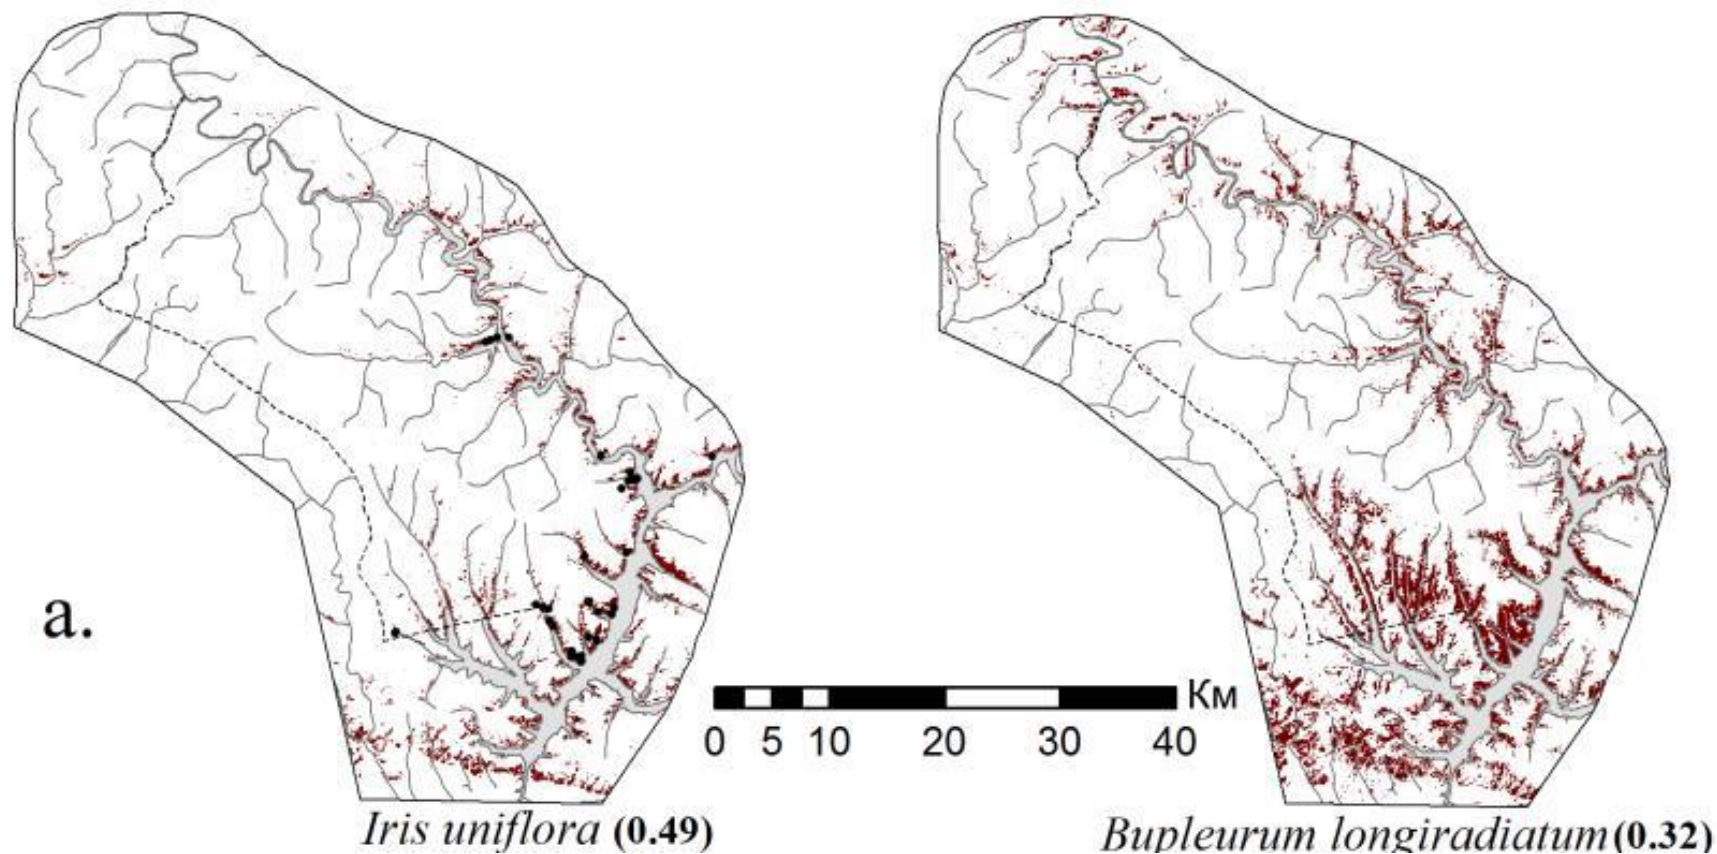 a.
Км
0 5 10 20 30 40
Iris uniflora (0.49)
Bupleurum longiradiatum (0.32)